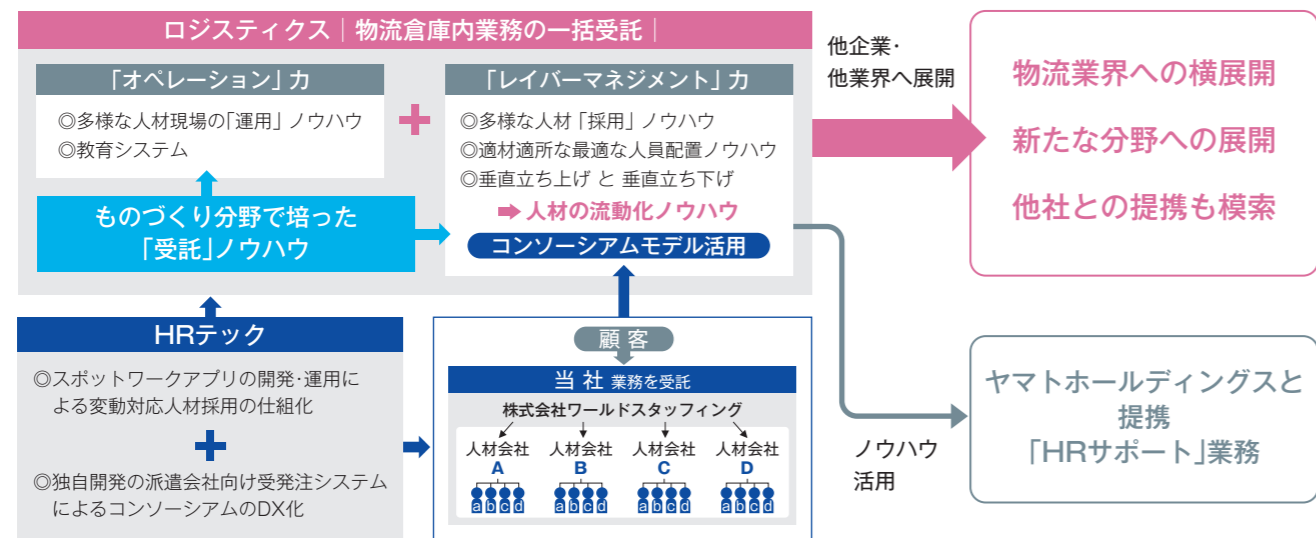 ロジスティクス｜物流倉庫内業務の一括受託｜
「オペレーション」力
◎多様な人材現場の「運用」ノウハウ
◎教育システム
ものづくり分野で培った
「受託」ノウハウ
+
「レイバーマネジメント」力
◎多様な人材「採用」ノウハウ
◎適材適所な最適な人員配置ノウハウ
◎垂直立ち上げ と 垂直立ち下げ
➡人材の流動化ノウハウ
コンソーシアムモデル活用
他企業・
他業界へ展開
物流業界への横展開
新たな分野への展開
他社との提携も模索
HRテック
◎スポットワークアプリの開発・運用に
よる変動対応人材採用の仕組化
+
◎独自開発の派遣会社向け受発注システム
によるコンソーシアムのDX化
顧客
当社 業務を受託
株式会社ワールドスタッフィング
人材会社 人材会社 人材会社 人材会社
A B C D
a b c d a b c d a b c d a b c d
ノウハウ
活用
ヤマトホールディングスと
提携
「HRサポート」業務